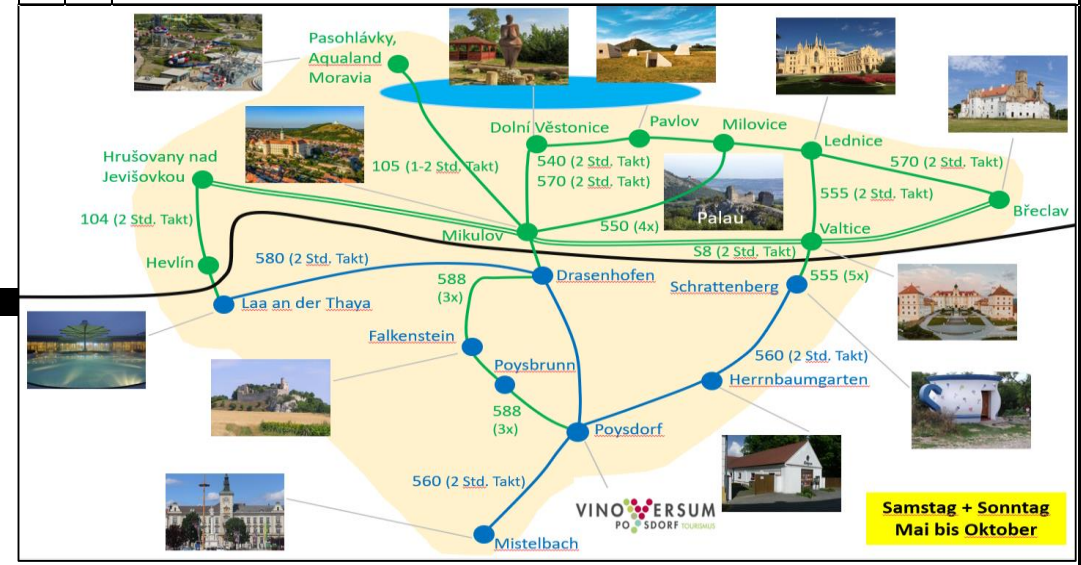 Pasohlávky,
Aqualand
Moravia
Dolní Věstonice
Pavlov
Milovice
Lednice
Hrušovany nad
Jevišovkou
105 (1-2 Std. Takt)
540 (2 Std. Takt)
570 (2 Std. Takt)
570 (2 Std. Takt)
555 (2 Std. Takt)
104 (2 Std. Takt)
Palau
Břeclav
550 (4x)
Mikulov
Valtice
S8 (2 Std. Takt)
Hevlín
580 (2 Std. Takt)
588
(3x)
Drasenhofen
Schrattenberg
555 (5x)
Laa an der Thaya
Falkenstein
Poysbrunn
560 (2 Std. Takt)
Herrnbaumgarten
588
(3x)
Poysdorf
560 (2 Std. Takt)
VINO VERSUM
PO SDORF TOURISMUS
Samstag + Sonntag
Mai bis Oktober
Mistelbach